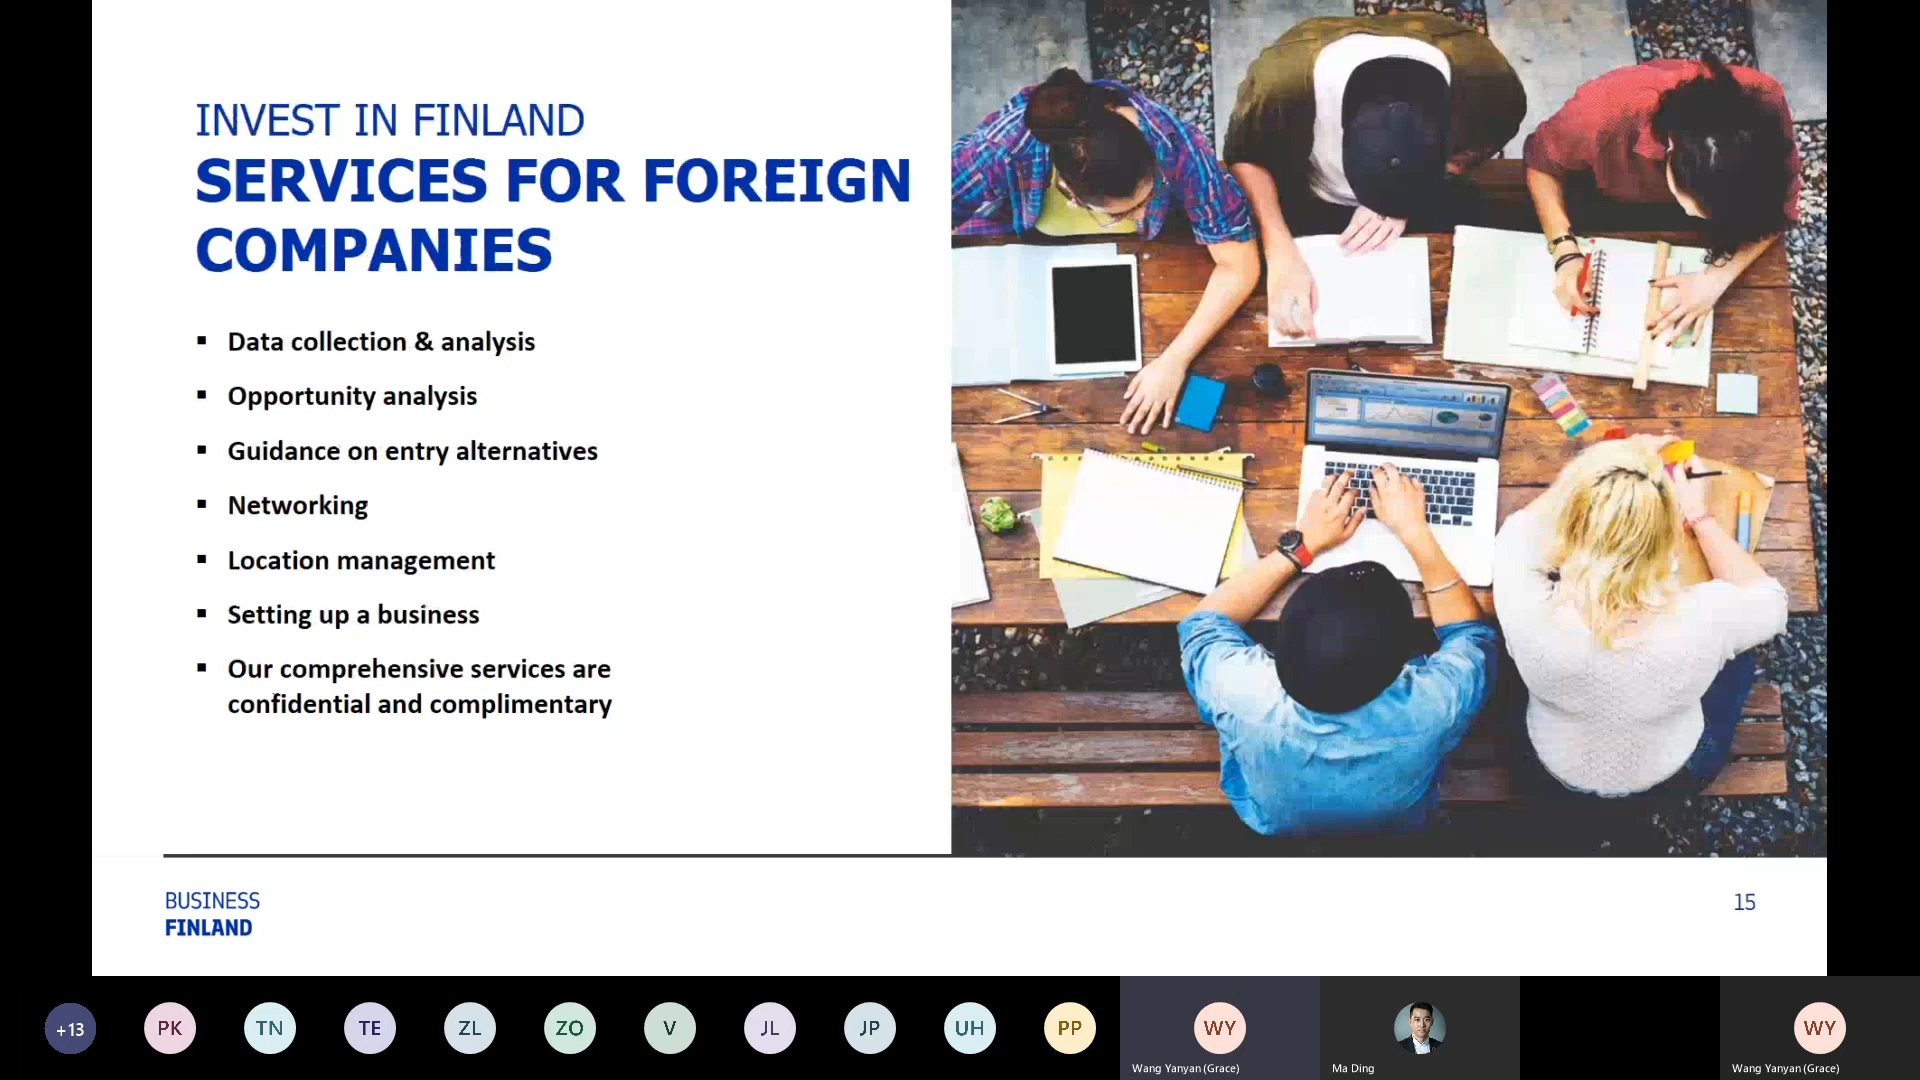 INVEST IN FINLAND
SERVICES FOR FOREIGN
COMPANIES
▪ Data collection & analysis
▪ Opportunity analysis
▪ Guidance on entry alternatives
▪ Networking
▪ Location management
▪ Setting up a business
▪ Our comprehensive services are
confidential and complimentary
BUSINESS
FINLAND
15
+13
PK
TN
TE
ZL
ZO
V
JL
JP
UH
PP
WY
Wang Yanyan (Grace)
Ma Ding
WY
Wang Yanyan (Grace)